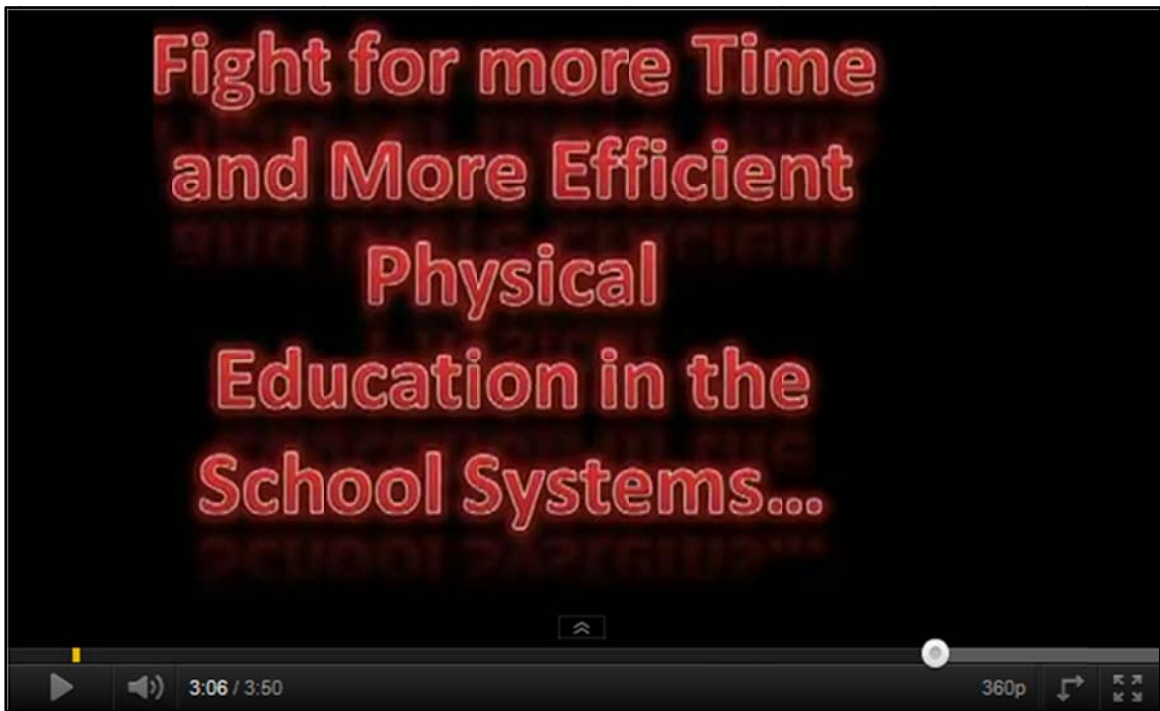 Fight for more Time
and More Efficient
Physical
Education in the
School Systems...
3:06 / 3:50
360p